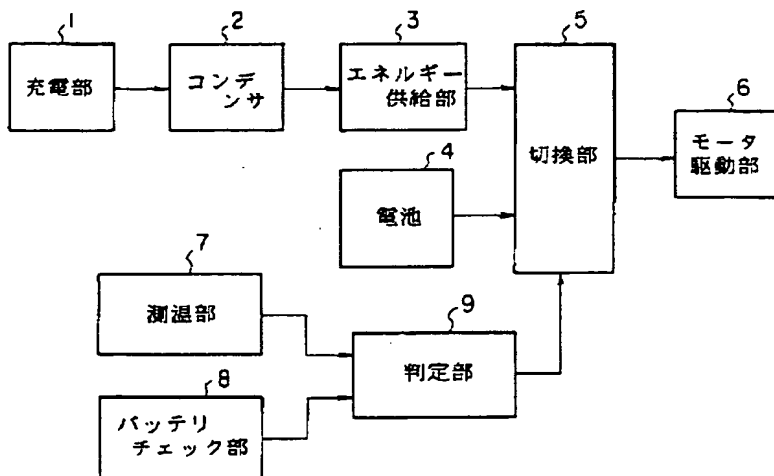 1
充電部
2
コンデ
ンサ
3
エネルギー
供給部
4
電池
5
切換部
6
モータ
駆動部
7
測温部
8
バッテリ
チェック部
9
判定部